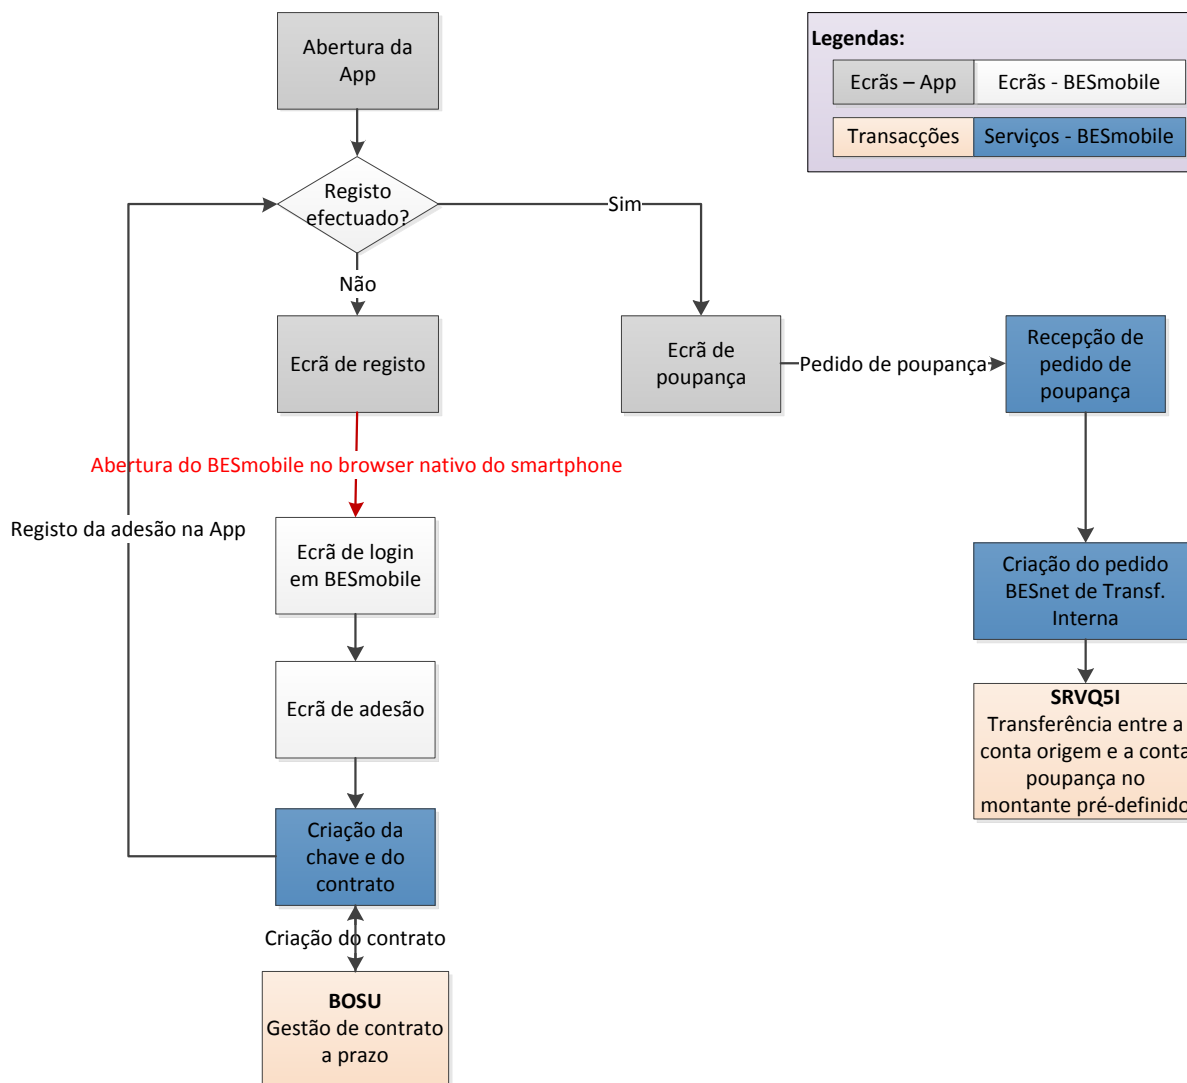 Abertura da
App
Legendas:
Ecrãs – App
Ecrãs - BESmobile
Transacções
Serviços - BESmobile
Registo
efectuado?
Sim
Não
Ecrã de registo
Ecrã de
poupança
Pedido de poupança
Recepção de
pedido de
poupança
Abertura do BESmobile no browser nativo do smartphone
Registo da adesão na App
Ecrã de login
em BESmobile
Criação do pedido
BESnet de Transf.
Interna
Ecrã de adesão
SRVQ5I
Transferência entre a
conta origem e a conta
poupança no
montante pré-definido
Criação da
chave e do
contrato
Criação do contrato
BOSU
Gestão de contrato
a prazo